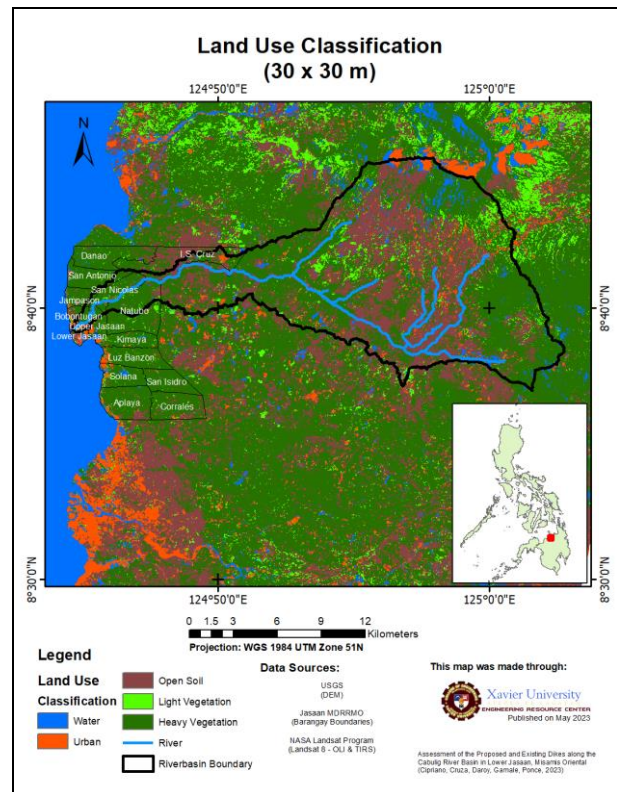 Land Use Classification
(30 x 30 m)
124°50'0"E
125°0'0"E
N
8°40'0"N
8°40'0"N
Danao
I.S. Cruz
San Antonio
San Nicolas
Jampason
Bobontugan
Natubo
Upper Jasaan
Lower Jasaan
Kimaya
Luz Banzon
Solana
San Isidro
Aplaya
Corrales
8°30'0"N
8°30'0"N
124°50'0"E
125°0'0"E
0 1.5 3 6 9 12
Kilometers
Projection: WGS 1984 UTM Zone 51N
Legend
Land Use
Classification
Water
Urban
Open Soil
Light Vegetation
Heavy Vegetation
River
Riverbasin Boundary
Data Sources:
USGS
(DEM)
Jasaan MDRRMO
(Barangay Boundaries)
NASA Landsat Program
(Landsat 8 - OLI & TIRS)
This map was made through:
Xavier University
ENGINEERING RESOURCE CENTER
Published on May 2023
Assessment of the Proposed and Existing Dikes along the
Cabulig River Basin in Lower Jasaan, Misamis Oriental
(Cipriano, Cruza, Daroy, Gamale, Ponce, 2023)